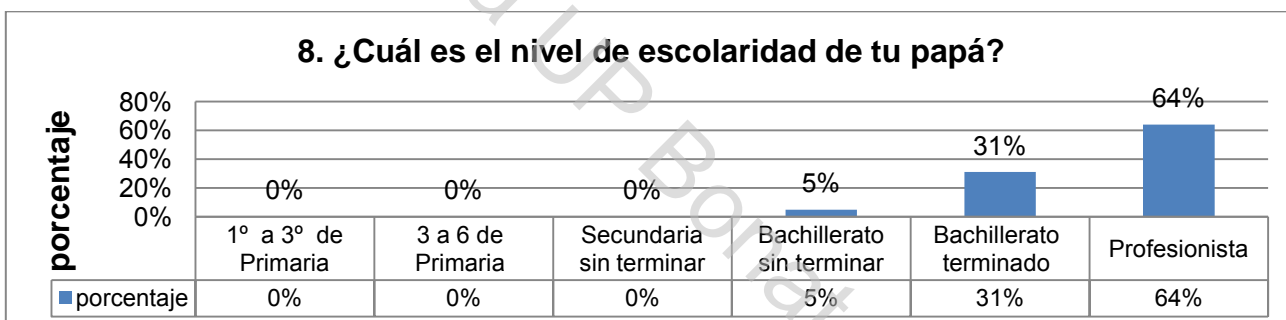 8. ¿Cuál es el nivel de escolaridad de tu papá?
porcentaje
80%
60%
40%
20%
0%
0%
0%
0%
5%
31%
64%
1º a 3º de Primaria
3 a 6 de Primaria
Secundaria sin terminar
Bachillerato sin terminar
Bachillerato terminado
Profesionista
porcentaje 0% 0% 0% 5% 31% 64%
UP Bonat